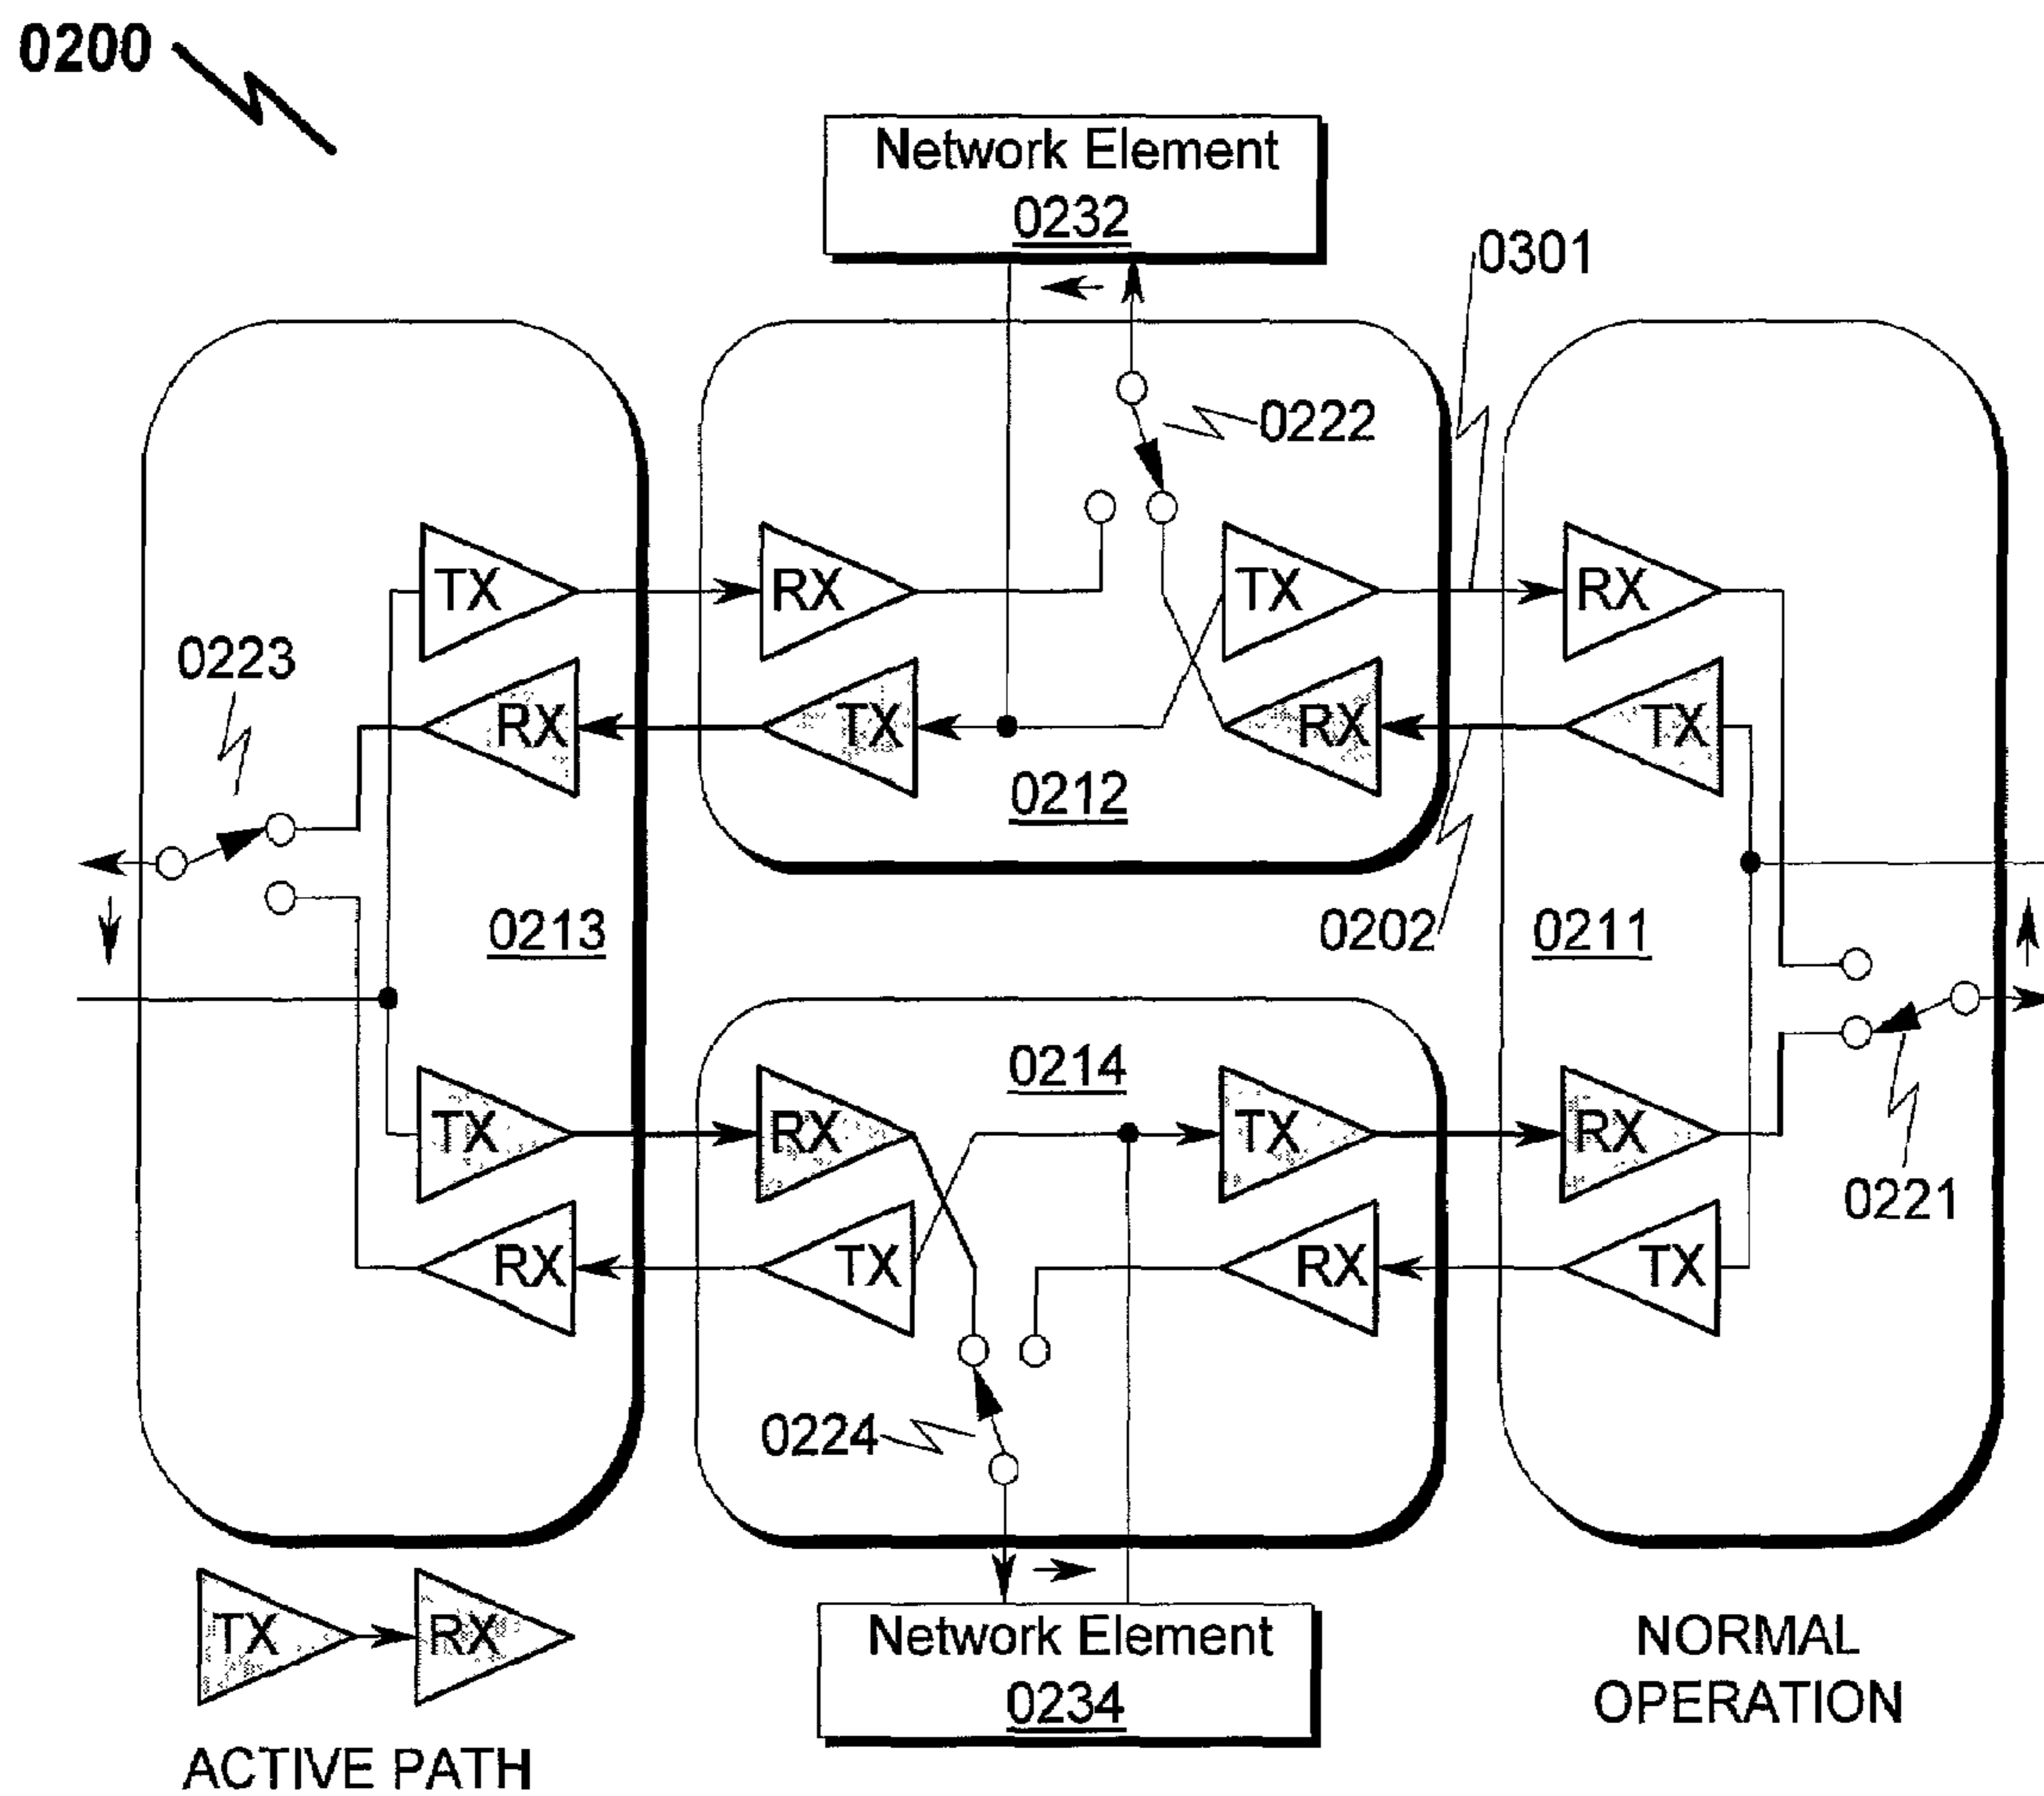 0200
Network Element
0232
0301
0222
TX
RX
TX
RX
0223
RX
TX
RX
TX
0212
0213
0202
0211
0214
TX
RX
TX
RX
0221
RX
TX
RX
TX
0224
TX
RX
Network Element
0234
NORMAL
OPERATION
ACTIVE PATH